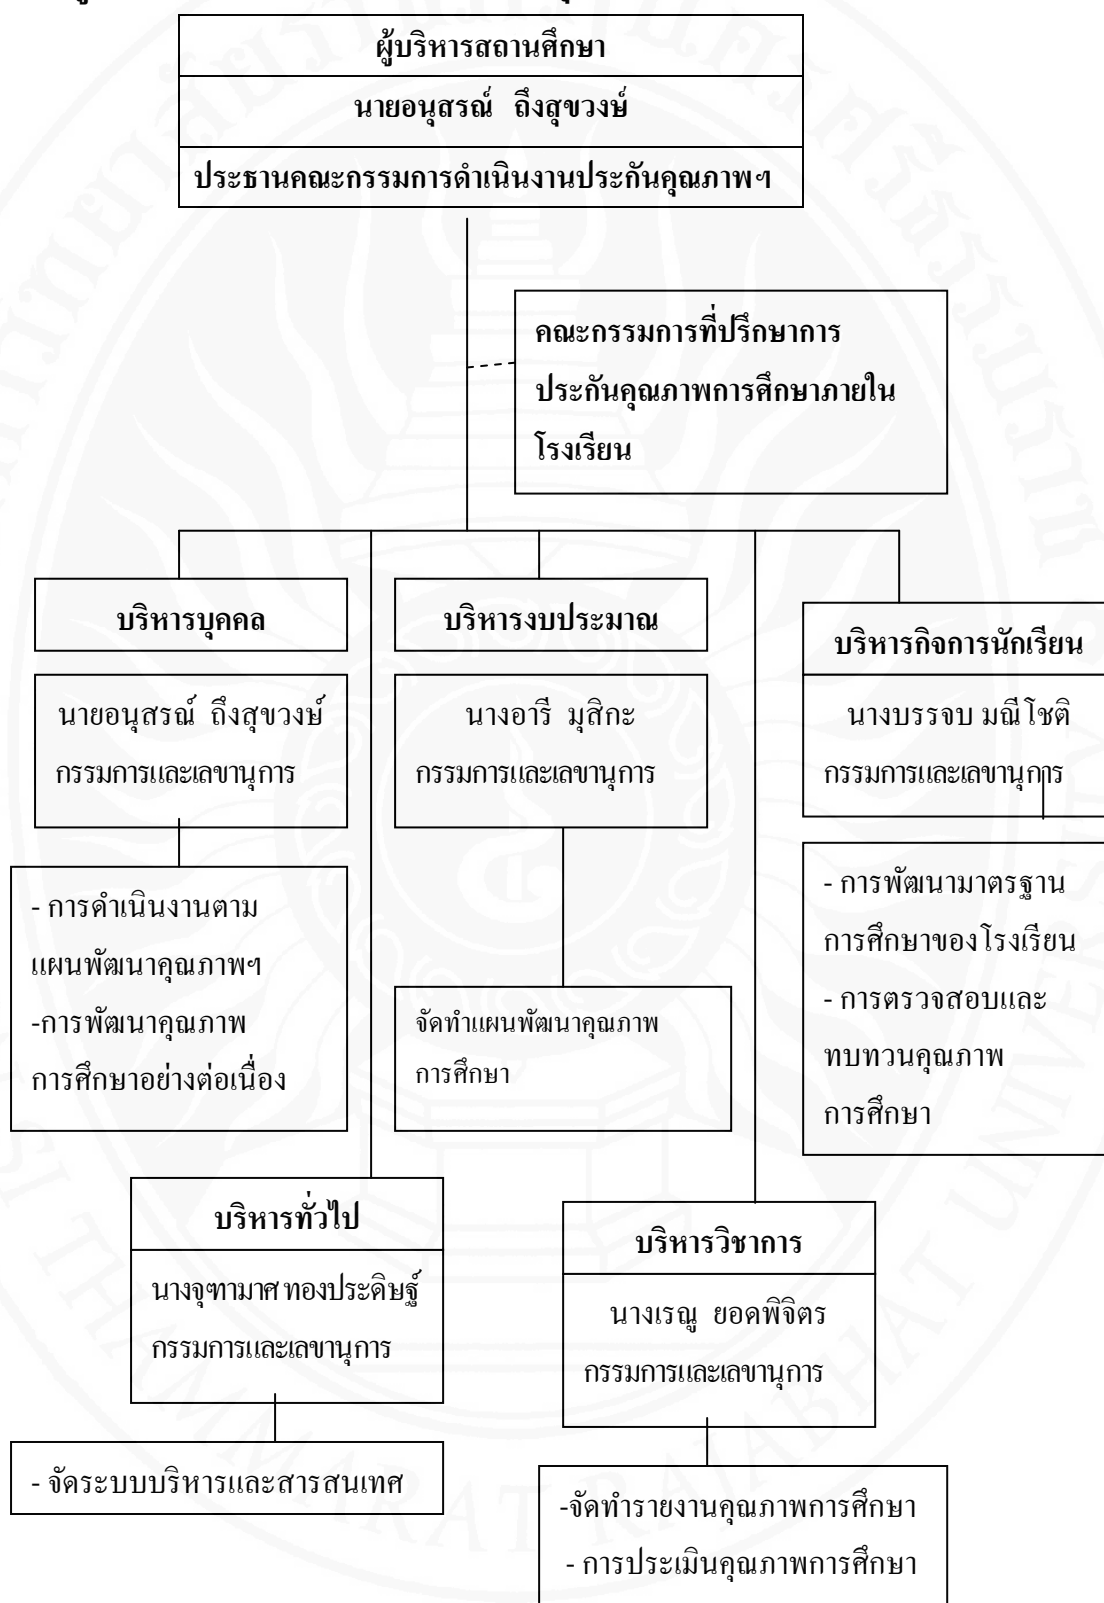 ผู้บริหารสถานศึกษา
นายอนุสรณ์ ถึงสุขวงษ์
ประธานคณะกรรมการดำเนินงานประกันคุณภาพฯ
คณะกรรมการที่ปรึกษาการ
ประกันคุณภาพการศึกษาภายใน
โรงเรียน
บริหารบุคคล
นายอนุสรณ์ ถึงสุขวงษ์
กรรมการและเลขานุการ
- การดำเนินงานตาม
แผนพัฒนาคุณภาพฯ
-การพัฒนาคุณภาพ
การศึกษาอย่างต่อเนื่อง
บริหารงบประมาณ
นางอารี มุสิกะ
กรรมการและเลขานุการ
จัดทำแผนพัฒนาคุณภาพ
การศึกษา
บริหารกิจการนักเรียน
นางบรรจบ มณีโชติ
กรรมการและเลขานุการ
- การพัฒนามาตรฐาน
การศึกษาของโรงเรียน
- การตรวจสอบและ
ทบทวนคุณภาพ
การศึกษา
บริหารทั่วไป
นางจุฑามาศ ทองประดิษฐ์
กรรมการและเลขานุการ
- จัดระบบบริหารและสารสนเทศ
บริหารวิชาการ
นางเรณู ยอดพิจิตร
กรรมการและเลขานุการ
-จัดทำรายงานคุณภาพการศึกษา
- การประเมินคุณภาพการศึกษา